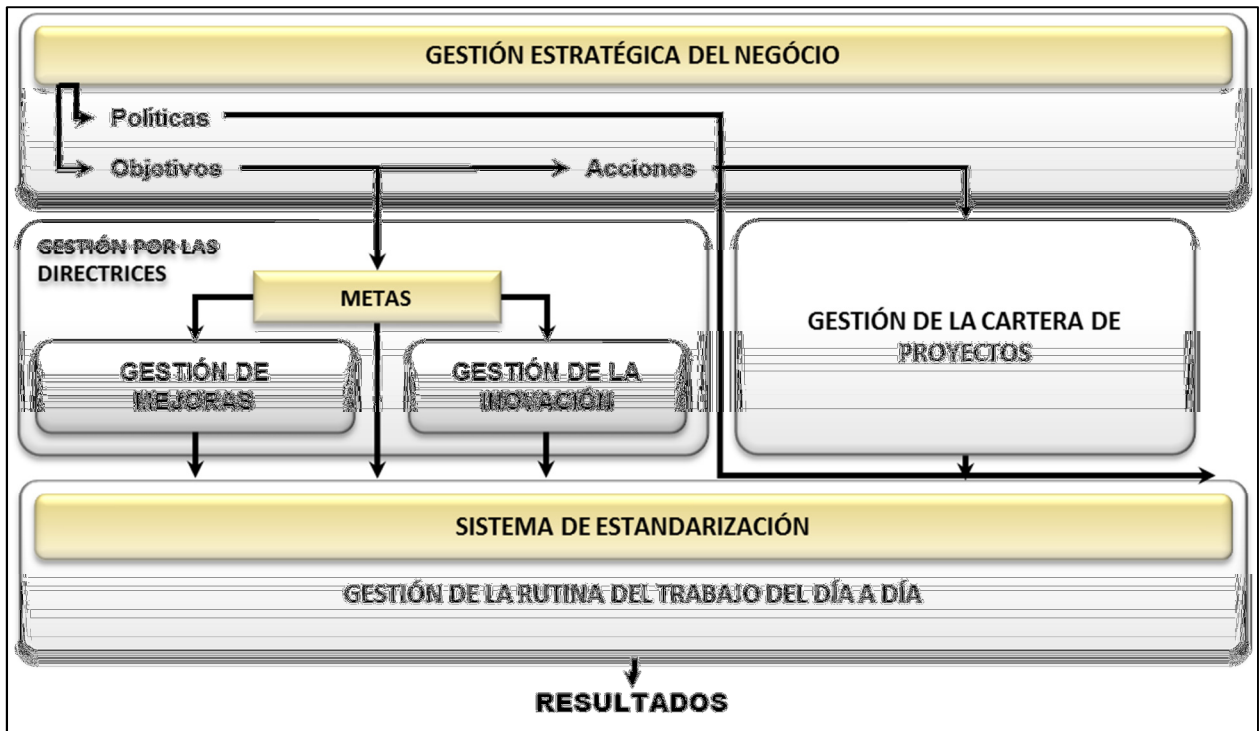 GESTIÓN ESTRATÉGICA DEL NEGÓCIO
Políticas
Objetivos
Acciones
GESTIÓN POR LAS
DIRECTRICES
METAS
GESTIÓN DE
MEJORAS
GESTIÓN DE LA
INOVACIÓN
GESTIÓN DE LA CARTERA DE
PROYECTOS
SISTEMA DE ESTANDARIZACIÓN
GESTIÓN DE LA RUTINA DEL TRABAJO DEL DÍA A DÍA
RESULTADOS